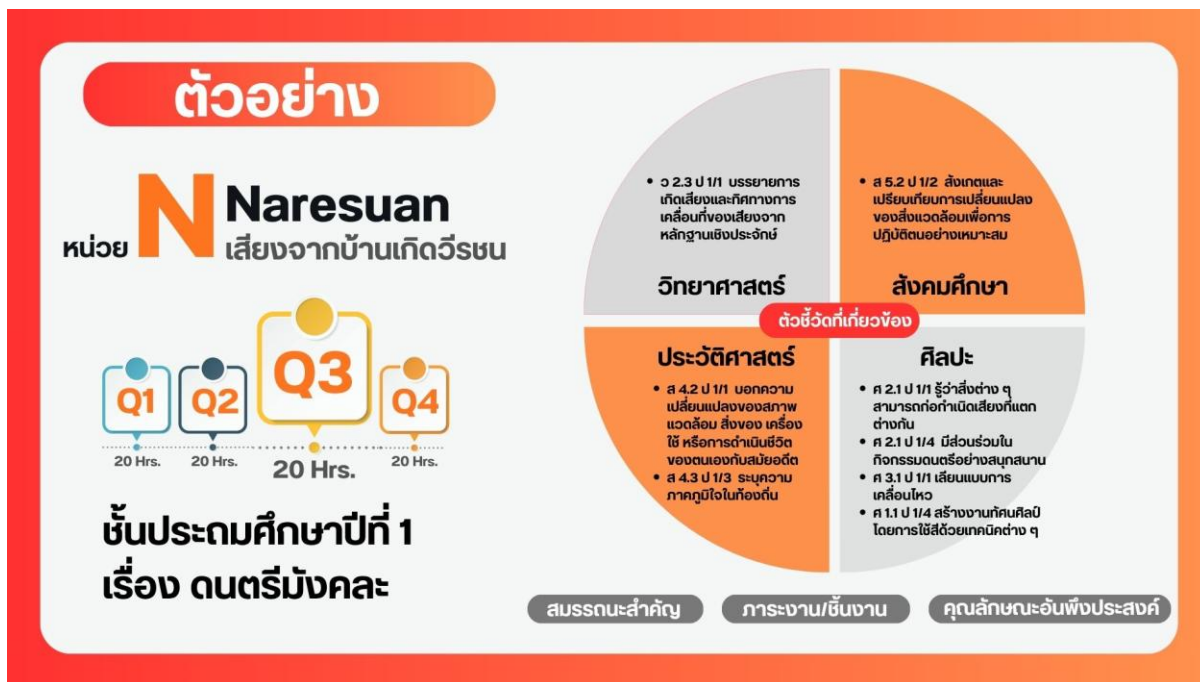 ตัวอย่าง
หน่วย N Naresuan
เสียงจากบ้านเกิดวีรชน
Q1 Q2 Q3 Q4
20 Hrs. 20 Hrs. 20 Hrs. 20 Hrs.
ชั้นประถมศึกษาปีที่ 1
เรื่อง ดนตรีมังคละ
• ว 2.3 ป 1/1 บรรยายการ
เกิดเสียงและทิศทางการ
เคลื่อนที่ของเสียงจาก
หลักฐานเชิงประจักษ์
วิทยาศาสตร์
• ส 5.2 ป 1/2 สังเกตและ
เปรียบเทียบการเปลี่ยนแปลง
ของสิ่งแวดล้อมเพื่อการ
ปฏิบัติตนอย่างเหมาะสม
สังคมศึกษา
ตัวชี้วัดที่เกี่ยวข้อง
ประวัติศาสตร์
• ส 4.2 ป 1/1 บอกความ
เปลี่ยนแปลงของสภาพ
แวดล้อม สิ่งของ เครื่อง
ใช้ หรือการดำเนินชีวิต
ของตนเองกับสมัยอดีต
• ส 4.3 ป 1/3 ระบุความ
ภาคภูมิใจในท้องถิ่น
ศิลปะ
• ศ 2.1 ป 1/1 รู้ว่าสิ่งต่าง ๆ
สามารถก่อกำเนิดเสียงที่แตก
ต่างกัน
• ศ 2.1 ป 1/4 มีส่วนร่วมใน
กิจกรรมดนตรีอย่างสนุกสนาน
• ศ 3.1 ป 1/1 เลียนแบบการ
เคลื่อนไหว
• ศ 1.1 ป 1/4 สร้างงานทัศนศิลป์
โดยการใช้สีด้วยเทคนิคต่าง ๆ
สมรรถนะสำคัญ ภาระงาน/ชิ้นงาน คุณลักษณะอันพึงประสงค์